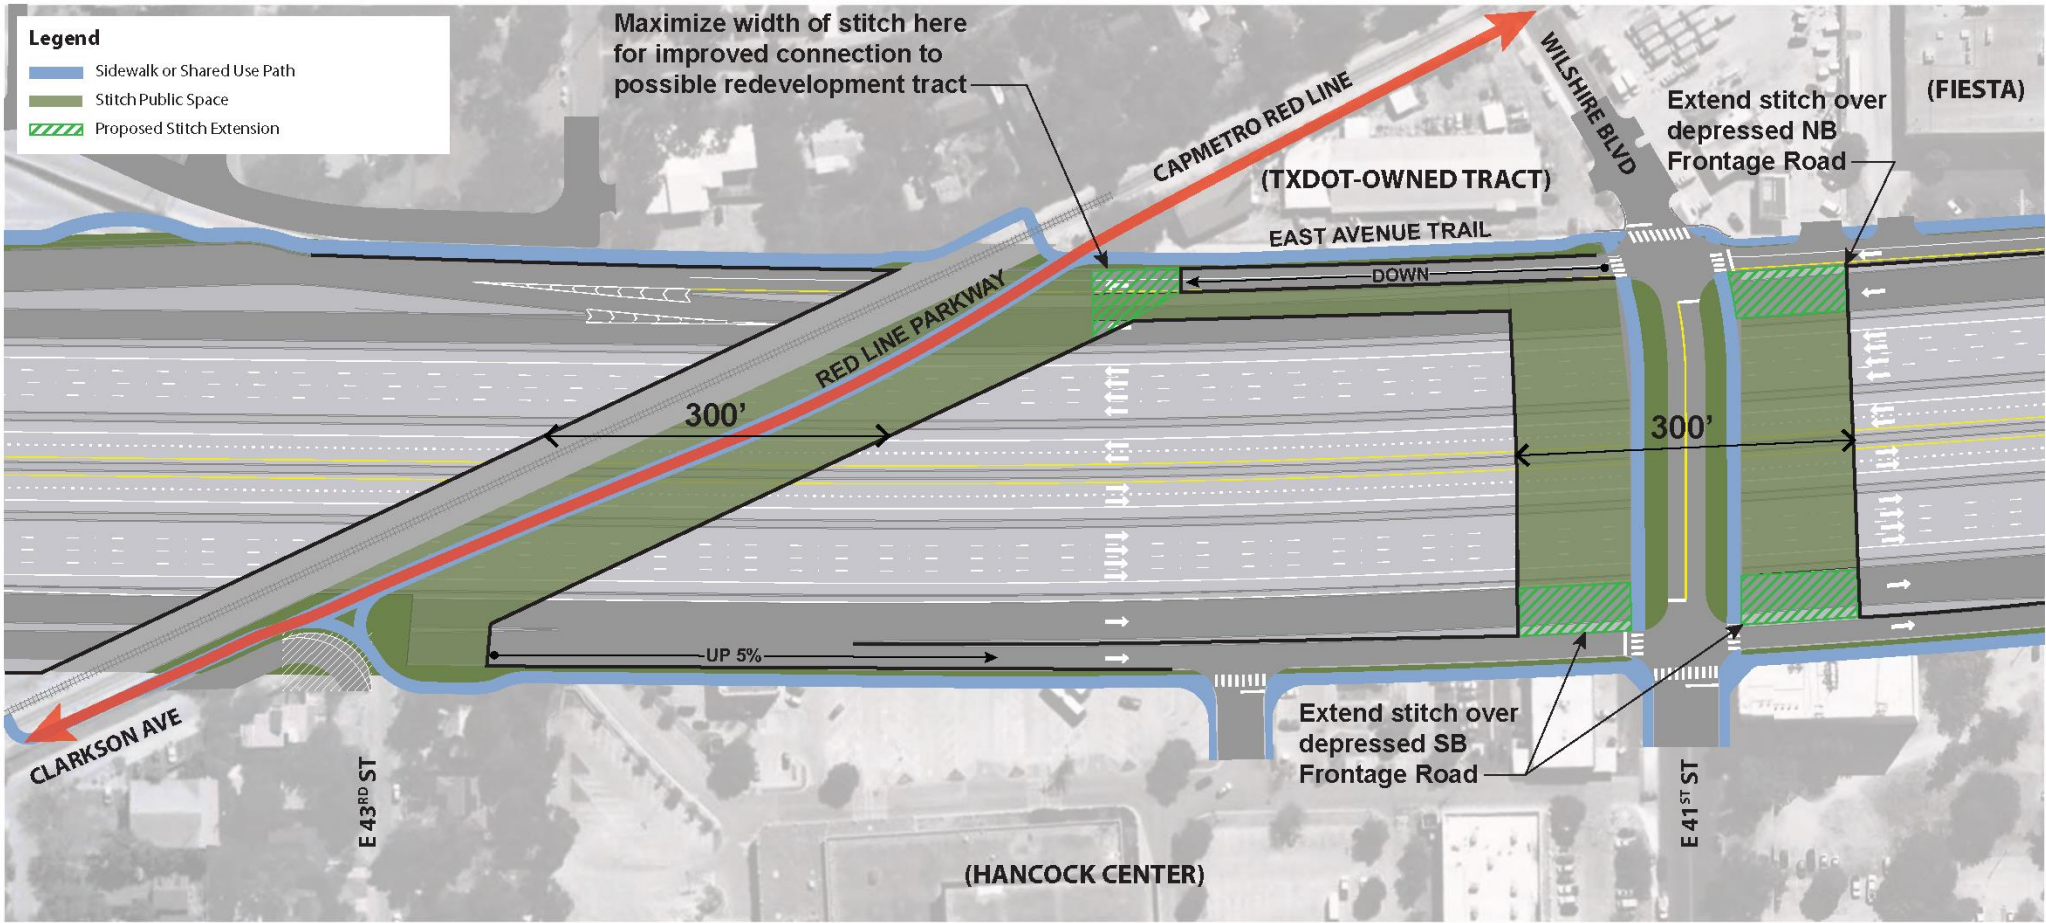 Legend
Sidewalk or Shared Use Path
Stitch Public Space
Proposed Stitch Extension
Maximize width of stitch here
for improved connection to
possible redevelopment tract
CAPMETRO RED LINE
WILSHIRE BLVD
(FIESTA)
Extend stitch over
depressed NB
Frontage Road
(TXDOT-OWNED TRACT)
EAST AVENUE TRAIL
DOWN
RED LINE PARKWAY
300’
300’
UP 5%
CLARKSON AVE
E 43RD ST
Extend stitch over
depressed SB
Frontage Road
E 41ST ST
(HANCOCK CENTER)